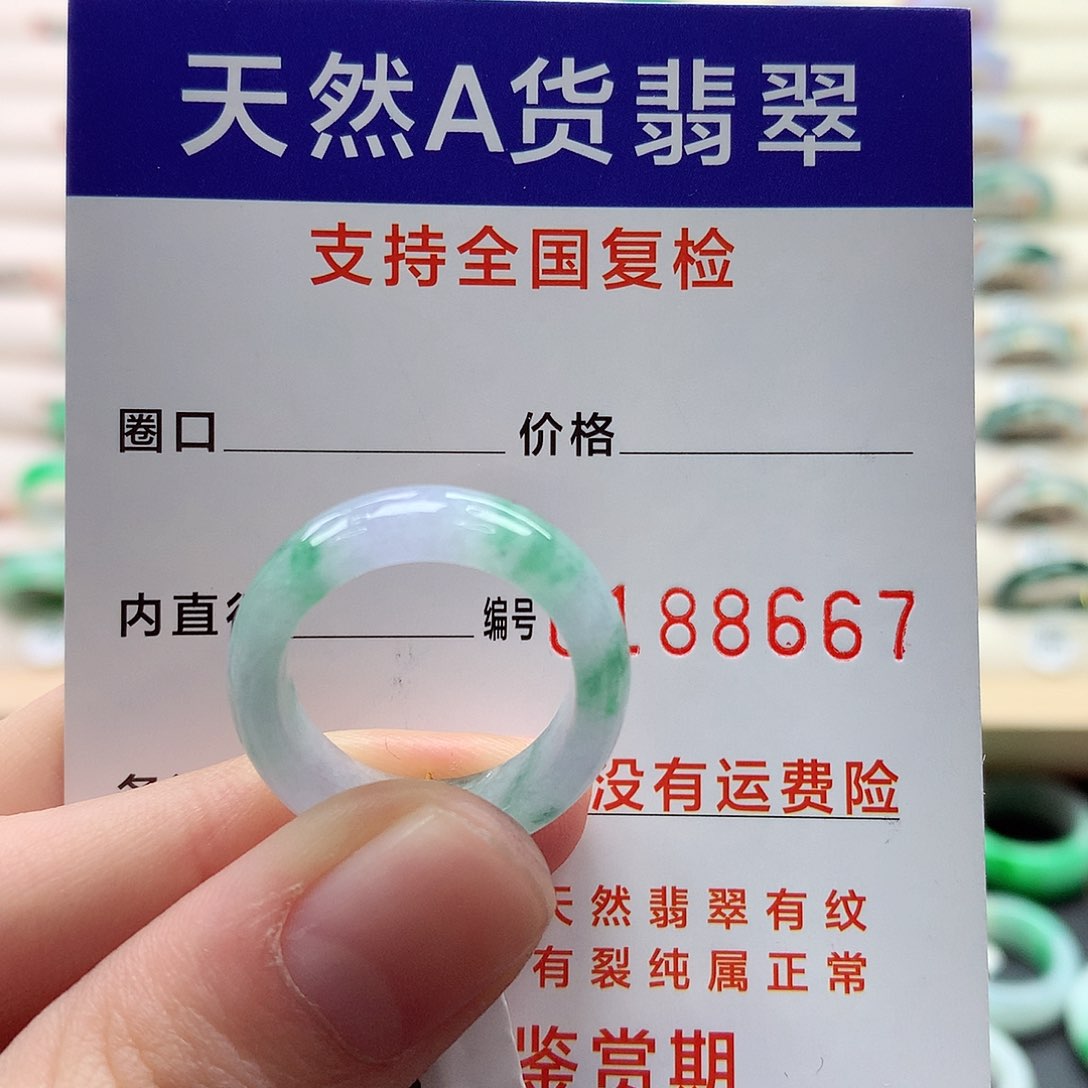 天然A货翡翠
支持全国复检
圈口 价格
内直径 编号 188667
没有运费险
天然翡翠有纹
有裂纯属正常
鉴赏期